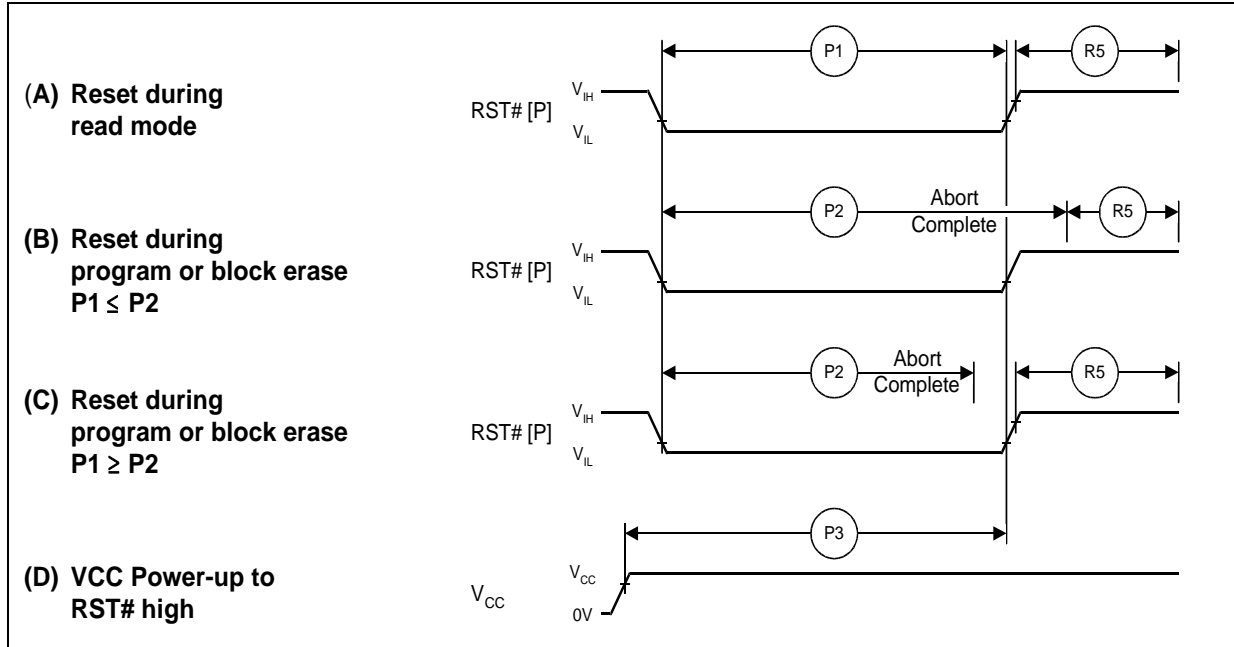 P1
R5
(A) Reset during
read mode
RST# [P]
VIH
VIL
P2
Abort
Complete
R5
(B) Reset during
program or block erase
P1 ≤ P2
RST# [P]
VIH
VIL
P2
Abort
Complete
R5
(C) Reset during
program or block erase
P1 ≥ P2
RST# [P]
VIH
VIL
P3
(D) VCC Power-up to
RST# high
VCC
VCC
0V